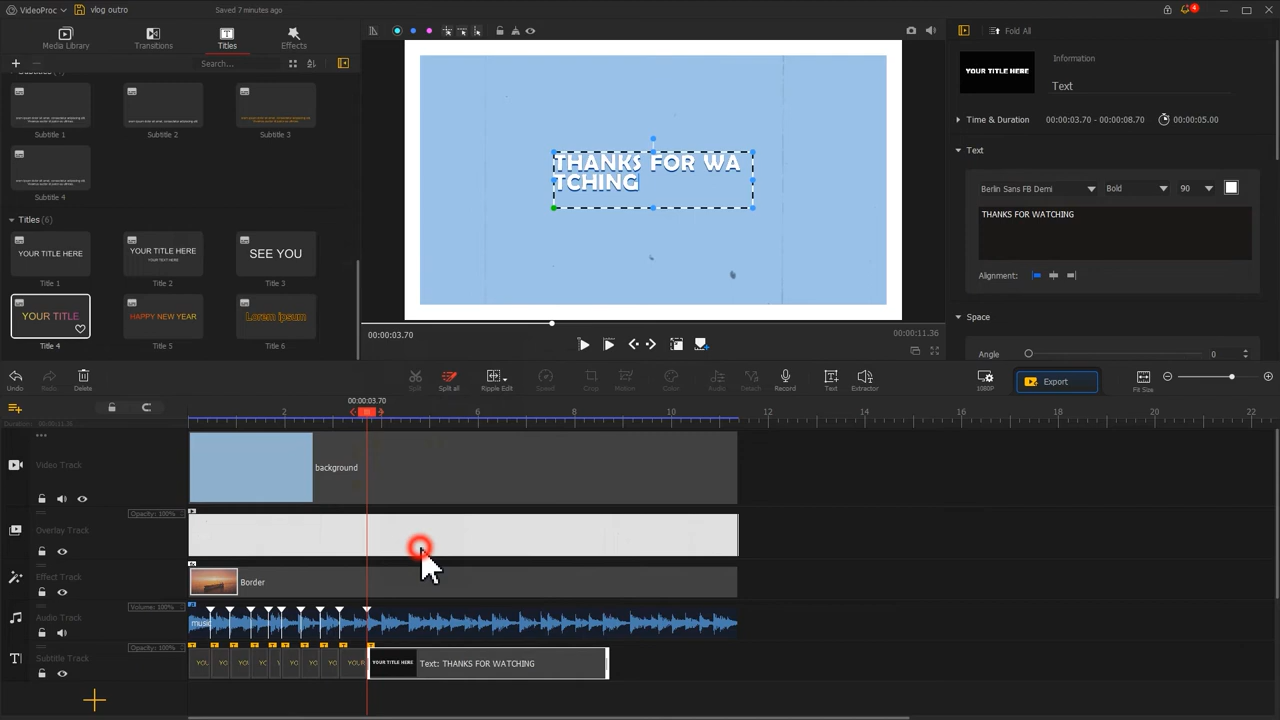 VideoProc
vlog outro
Saved 7 minutes ago
4
Media Library
Transitions
Titles
Effects
Search...
Subtitle 1
Subtitle 2
Subtitle 3
Subtitle 4
Titles (6)
YOUR TITLE HERE
YOUR TITLE HERE
YOUR TEXT HERE
SEE YOU
Title 1
Title 2
Title 3
YOUR TITLE
HAPPY NEW YEAR
Lorem ipsum
Title 4
Title 5
Title 6
THANKS FOR WA
TCHING
00:00:03.70
00:00:11.36
Fold All
YOUR TITLE HERE
Information
Text
Time & Duration
00:00:03.70 - 00:00:08.70
00:00:05.00
Text
Berlin Sans FB Demi
Bold
90
THANKS FOR WATCHING
Alignment:
Space
Angle
0
Undo
Redo
Delete
Split
Split all
Ripple Edit
Speed
Crop
Motion
Color
Audio
Detach
Record
Text
Extractor
1080P
Export
Fit Size
00:00:03.70
2
6
8
10
12
14
16
18
20
22
Video Track
background
Opacity: 100%
Overlay Track
Effect Track
Border
Volume: 100%
Audio Track
music
Opacity: 100%
Subtitle Track
YOUR TITLE HERE
Text: THANKS FOR WATCHING